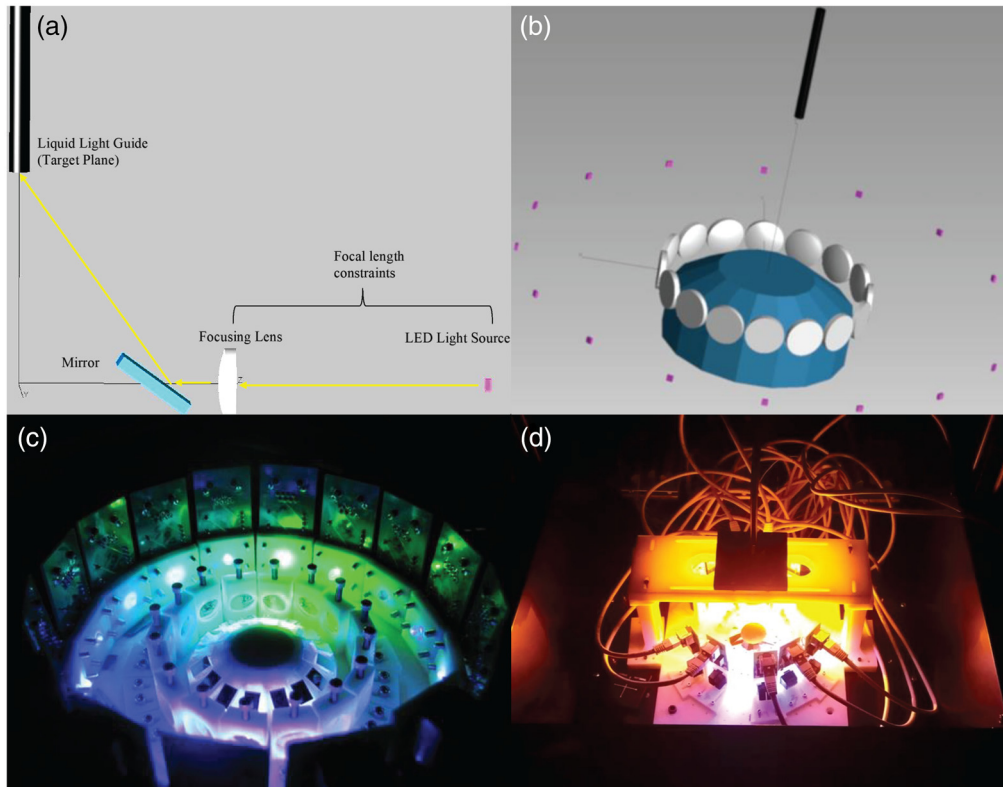 (a)
Liquid Light Guide
(Target Plane)
Focal length
constraints
Focusing Lens
LED Light Source
Mirror
z
y
(b)
(c)
(d)